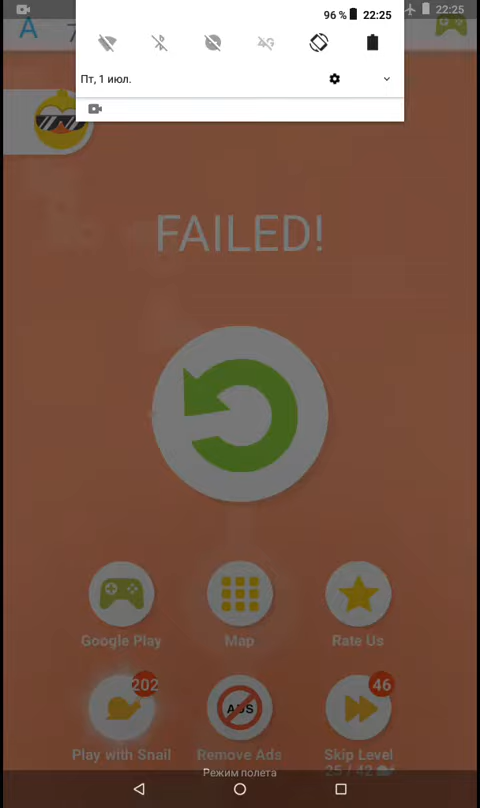 96 % 22:25
22:25
A 7
Пт, 1 июл.
FAILED!
Google Play
Map
Rate Us
202
46
ADS
Play with Snail
Remove Ads
Skip Level
25 / 42
Режим полета